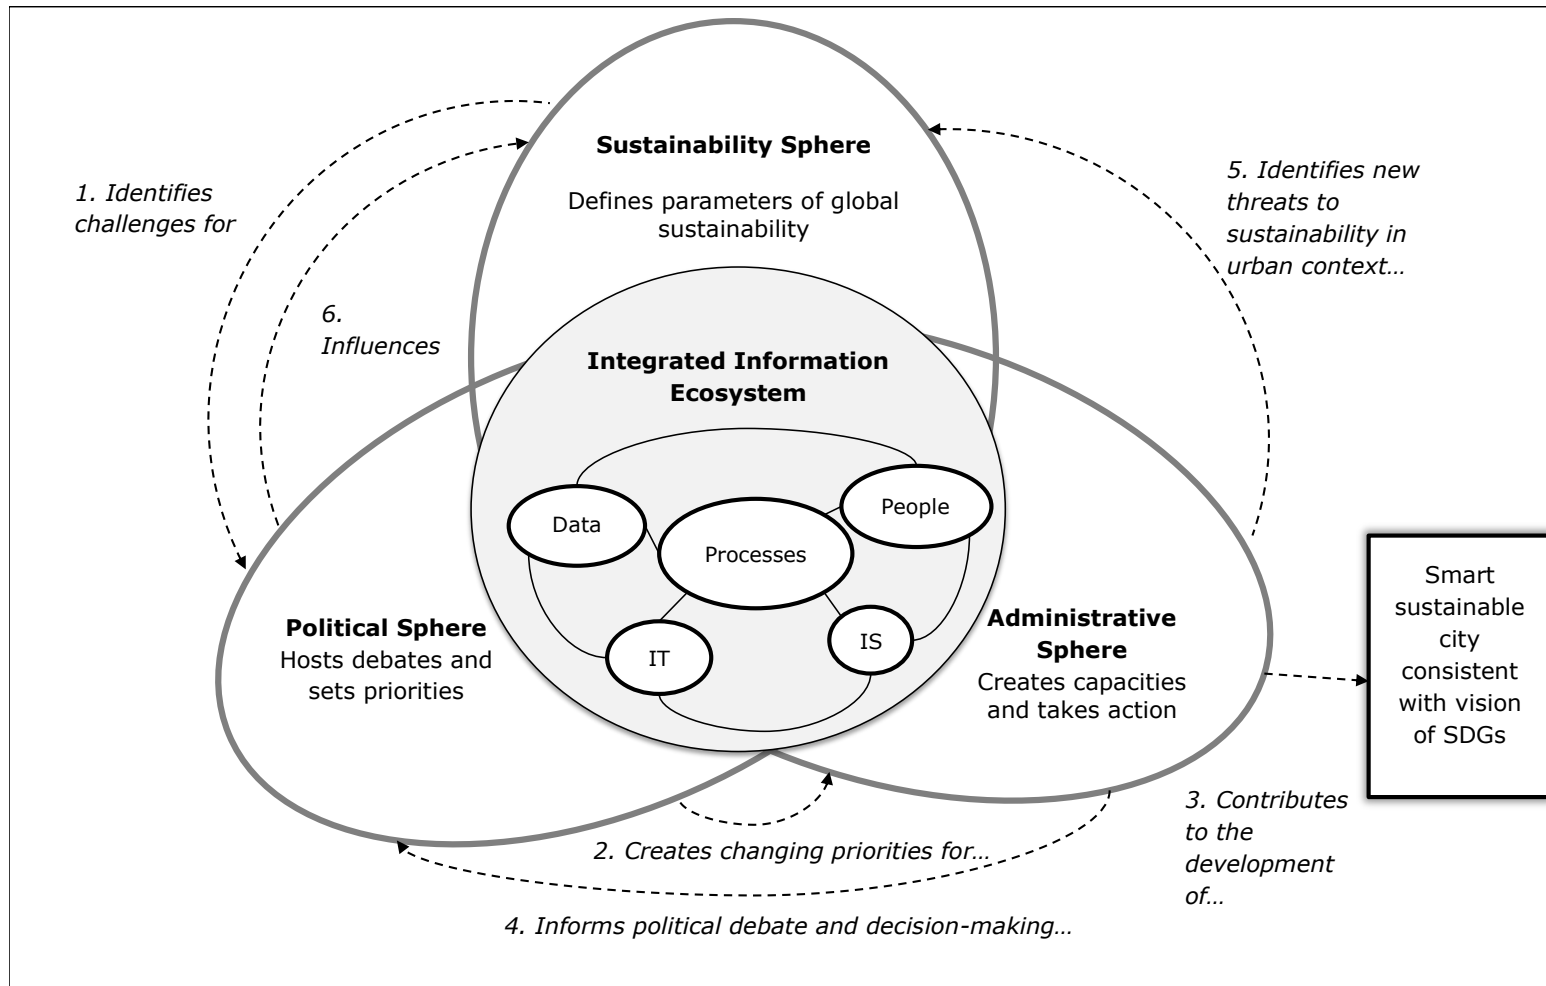 Sustainability Sphere
Defines parameters of global
sustainability
1. Identifies
challenges for
6.
Influences
5. Identifies new
threats to
sustainability in
urban context…
Integrated Information
Ecosystem
Data
People
Processes
IT
IS
Political Sphere
Hosts debates and
sets priorities
Administrative
Sphere
Creates capacities
and takes action
Smart
sustainable
city
consistent
with vision
of SDGs
2. Creates changing priorities for…
3. Contributes
to the
development
of…
4. Informs political debate and decision-making…